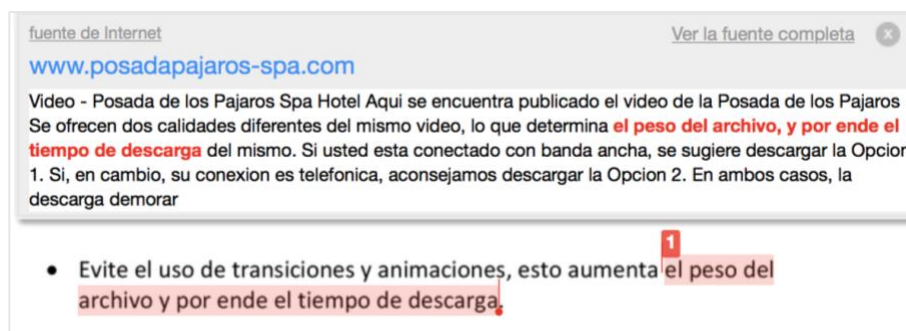 fuente de Internet Ver la fuente completa x
www.posadapajaros-spa.com
Video - Posada de los Pajaros Spa Hotel Aqui se encuentra publicado el video de la Posada de los Pajaros
Se ofrecen dos calidades diferentes del mismo video, lo que determina el peso del archivo, y por ende el
tiempo de descarga del mismo. Si usted esta conectado con banda ancha, se sugiere descargar la Opcion
1. Si, en cambio, su conexion es telefonica, aconsejamos descargar la Opcion 2. En ambos casos, la
descarga demorar
1
• Evite el uso de transiciones y animaciones, esto aumenta el peso del
archivo y por ende el tiempo de descarga.